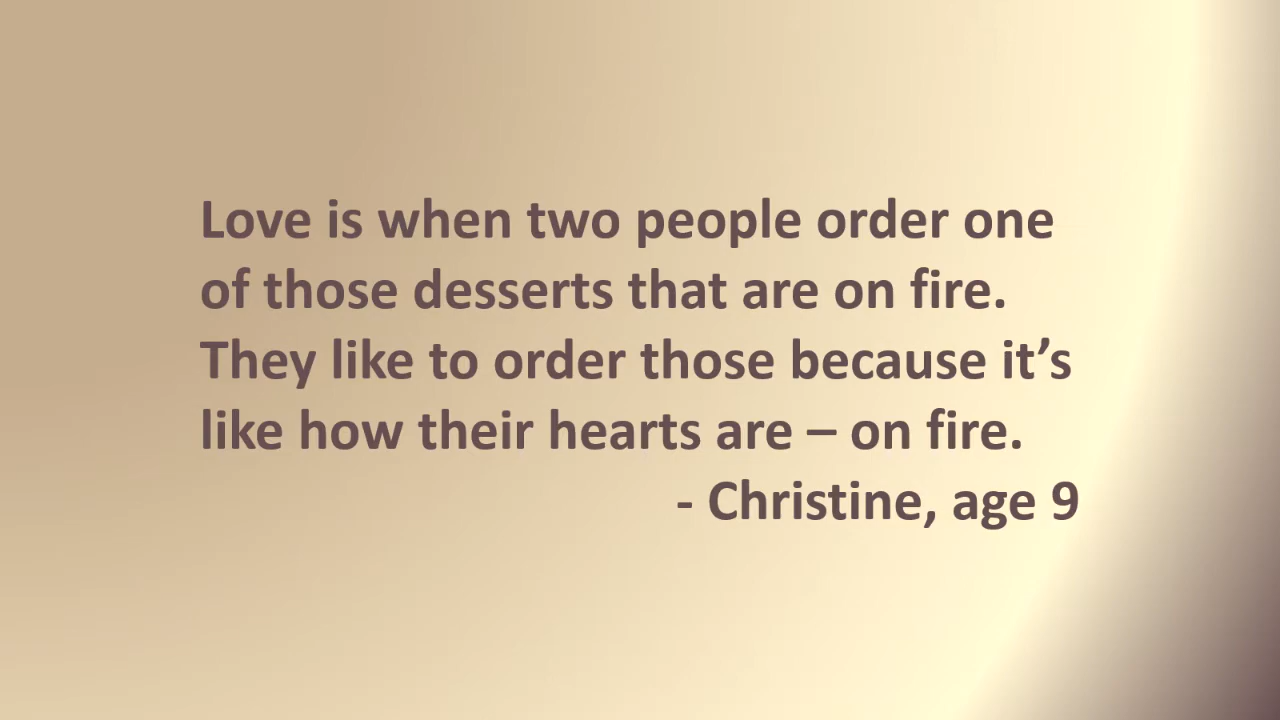 Love is when two people order one
of those desserts that are on fire.
They like to order those because it’s
like how their hearts are – on fire.
- Christine, age 9